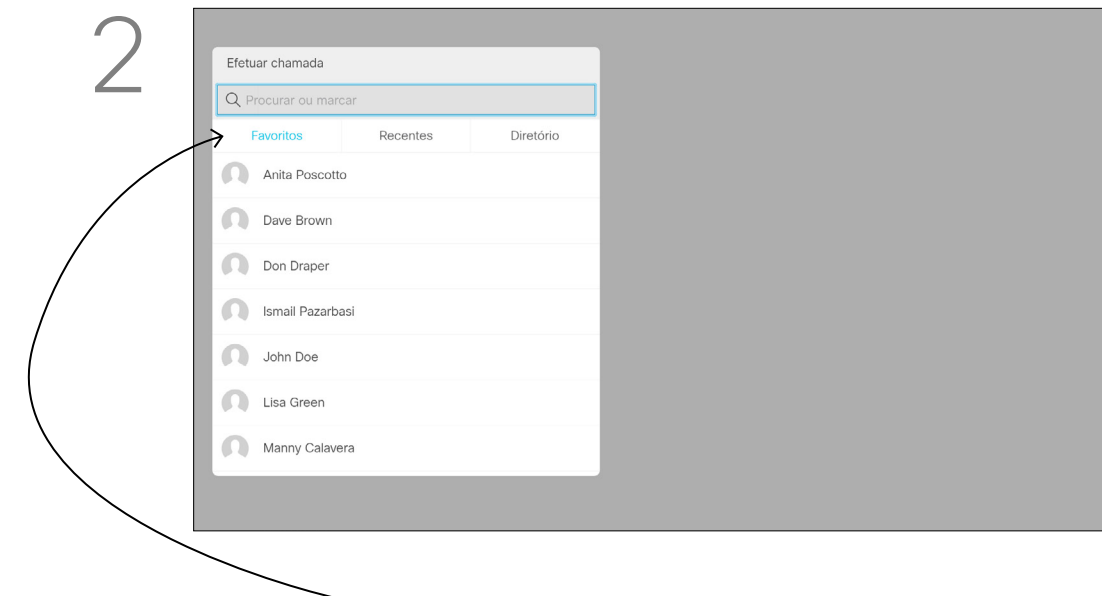 2
Efetuar chamada
Procurar ou marcar
Favoritos Recentes Diretório
Anita Poscotto
Dave Brown
Don Draper
Ismail Pazarbasi
John Doe
Lisa Green
Manny Calavera